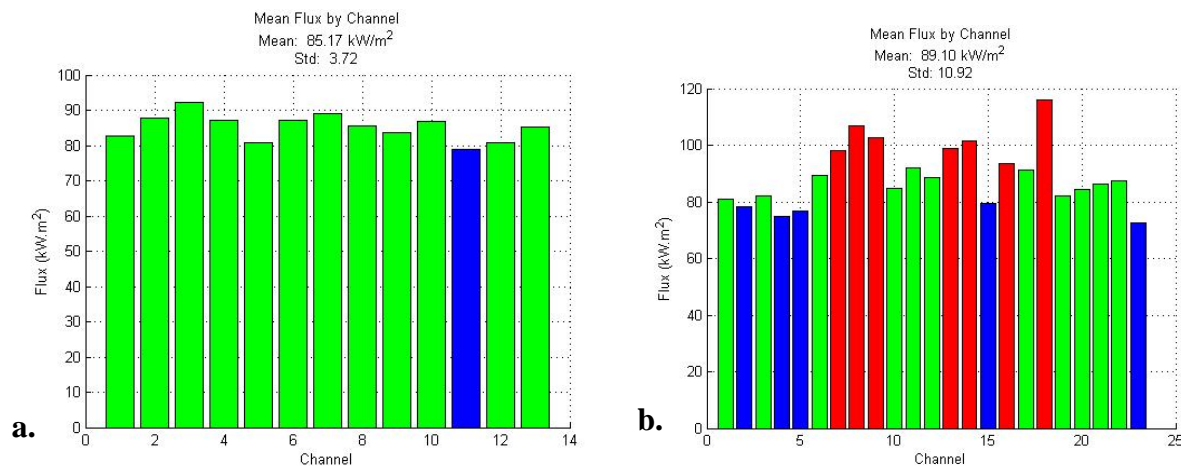 Mean Flux by Channel
Mean: 85.17 kW/m²
Std: 3.72
100
90
80
70
60
50
40
30
20
10
0
Flux (kW.m²)
0 2 4 6 8 10 12 14
Channel
a.
Mean Flux by Channel
Mean: 89.10 kW/m²
Std: 10.92
120
100
80
60
40
20
0
Flux (kW.m²)
0 5 10 15 20 25
Channel
b.